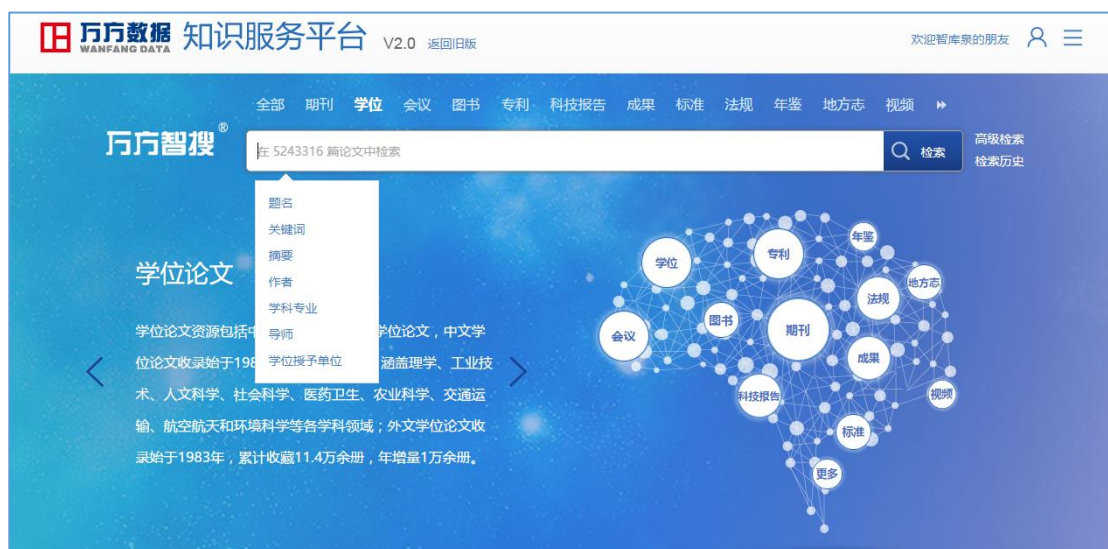 万方数据
WANFANG DATA
知识服务平台 V2.0 返回旧版
欢迎智库泉的朋友
全部 期刊 学位 会议 图书 专利 科技报告 成果 标准 法规 年鉴 地方志 视频
万方智搜®
在 5243316 篇论文中检索
检索
高级检索
检索历史
题名
关键词
摘要
作者
学科专业
导师
学位授予单位
学位论文
学位论文资源包括 学位论文，中文学
位论文收录始于198 涵盖理学、工业技
术、人文科学、社会科学、医药卫生、农业科学、交通运
输、航空航天和环境科学等各学科领域；外文学位论文收
录始于1983年，累计收藏11.4万余册，年增量1万余册。
学位
专利
年鉴
地方志
法规
图书
期刊
会议
成果
科技报告
视频
标准
更多